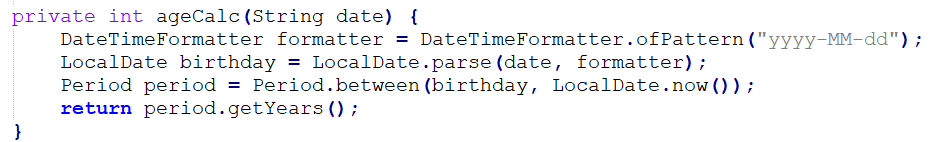 private int ageCalc(String date) {
    DateTimeFormatter formatter = DateTimeFormatter.ofPattern("yyyy-MM-dd");
    LocalDate birthday = LocalDate.parse(date, formatter);
    Period period = Period.between(birthday, LocalDate.now());
    return period.getYears();
}